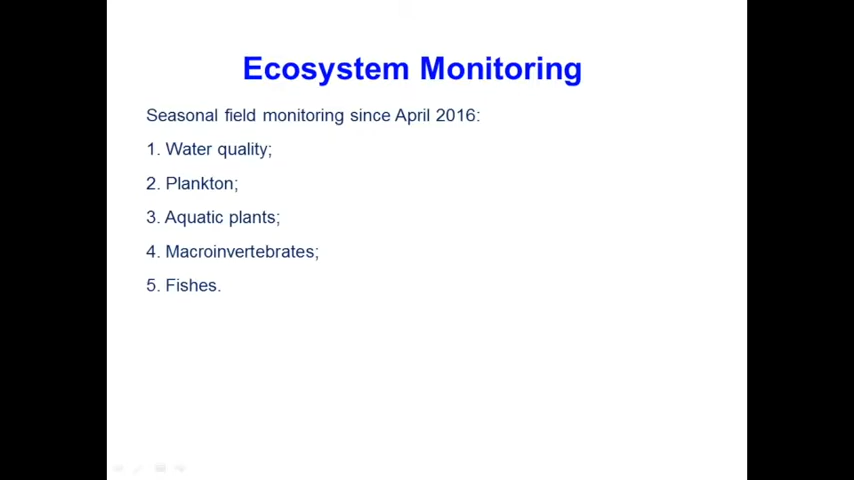 Ecosystem Monitoring
Seasonal field monitoring since April 2016:
1. Water quality;
2. Plankton;
3. Aquatic plants;
4. Macroinvertebrates;
5. Fishes.